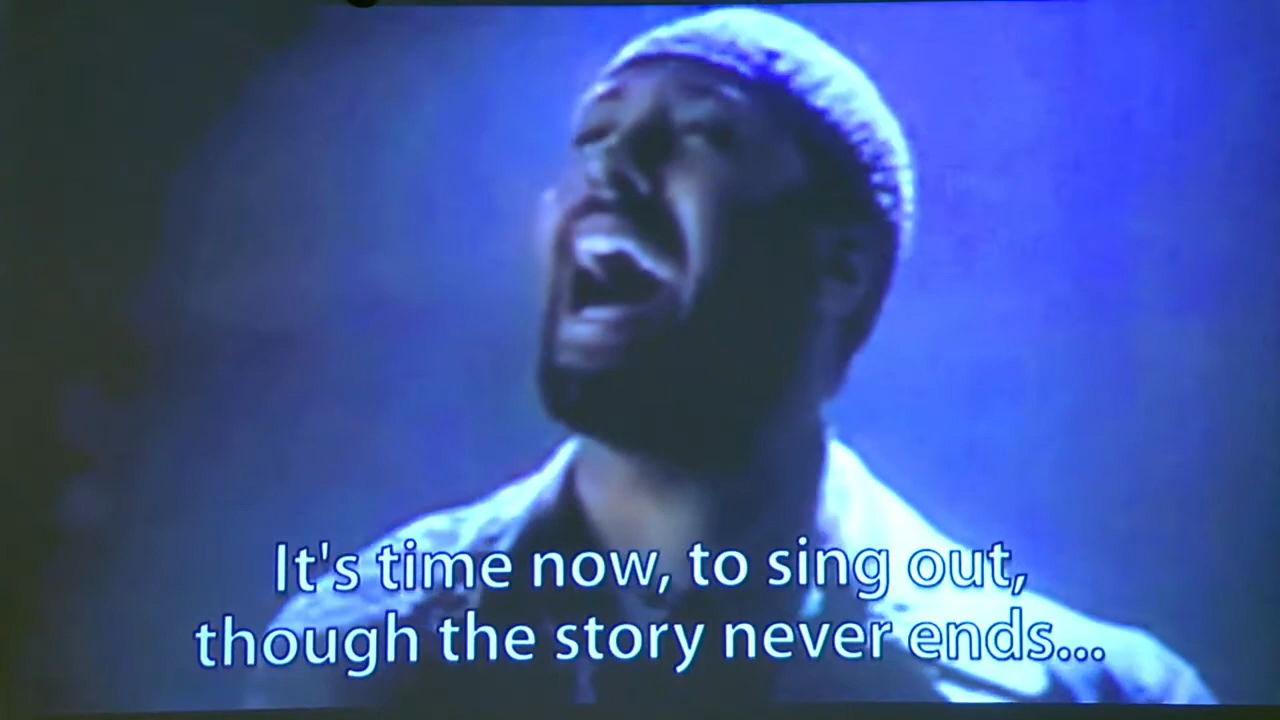 It's time now, to sing out,
though the story never ends...